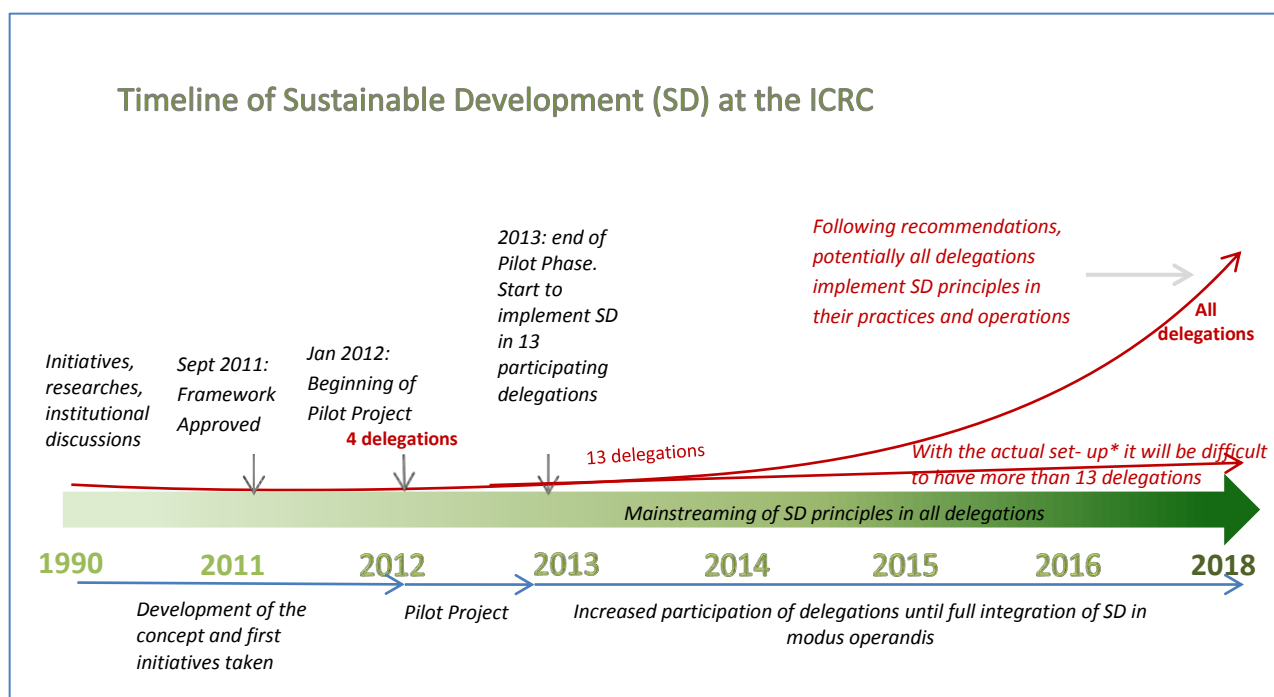 Timeline of Sustainable Development (SD) at the ICRC
Initiatives,
researches,
institutional
discussions
Sept 2011:
Framework
Approved
Jan 2012:
Beginning of
Pilot Project
4 delegations
2013: end of
Pilot Phase.
Start to
implement SD
in 13
participating
delegations
13 delegations
Following recommendations,
potentially all delegations
implement SD principles in
their practices and operations
All
delegations
With the actual set- up* it will be difficult
to have more than 13 delegations
Mainstreaming of SD principles in all delegations
1990 2011 2012 2013 2014 2015 2016 2018
Development of the
concept and first
initiatives taken
Pilot Project
Increased participation of delegations until full integration of SD in
modus operandis